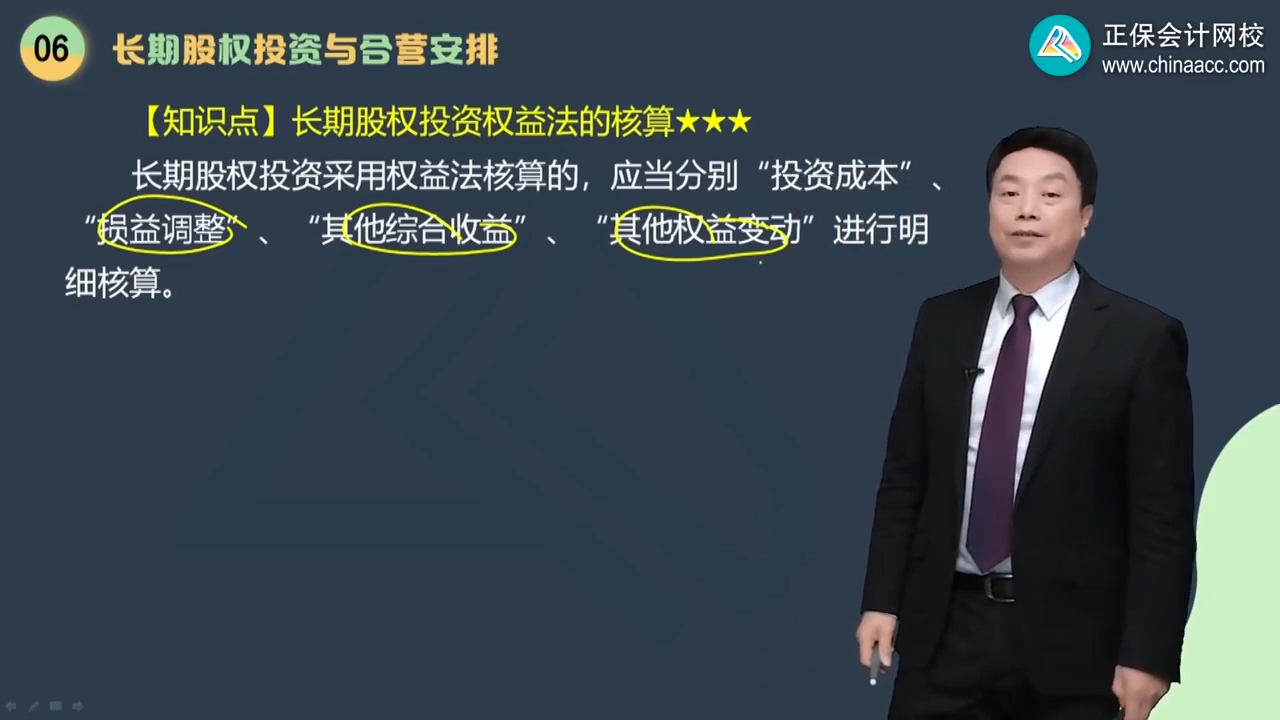 06
长期股权投资与合营安排
正保会计网校
www.chinaacc.com
【知识点】长期股权投资权益法的核算★★★
长期股权投资采用权益法核算的，应当分别“投资成本”、
“损益调整”、“其他综合收益”、“其他权益变动”进行明
细核算。